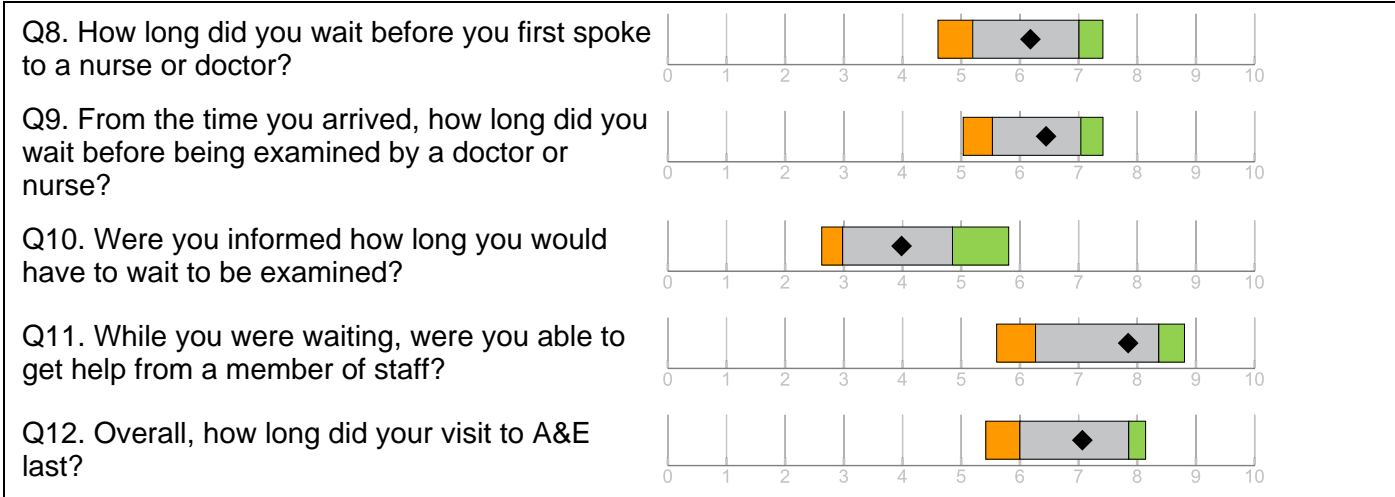 Q8. How long did you wait before you first spoke
to a nurse or doctor?
0 1 2 3 4 5 6 7 8 9 10
Q9. From the time you arrived, how long did you
wait before being examined by a doctor or
nurse?
0 1 2 3 4 5 6 7 8 9 10
Q10. Were you informed how long you would
have to wait to be examined?
0 1 2 3 4 5 6 7 8 9 10
Q11. While you were waiting, were you able to
get help from a member of staff?
0 1 2 3 4 5 6 7 8 9 10
Q12. Overall, how long did your visit to A&E
last?
0 1 2 3 4 5 6 7 8 9 10